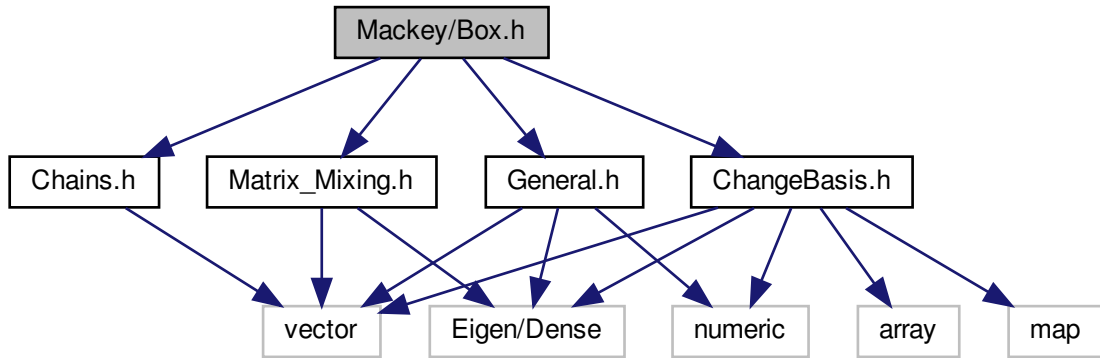 Mackey/Box.h
Chains.h
Matrix_Mixing.h
General.h
ChangeBasis.h
vector
Eigen/Dense
numeric
array
map